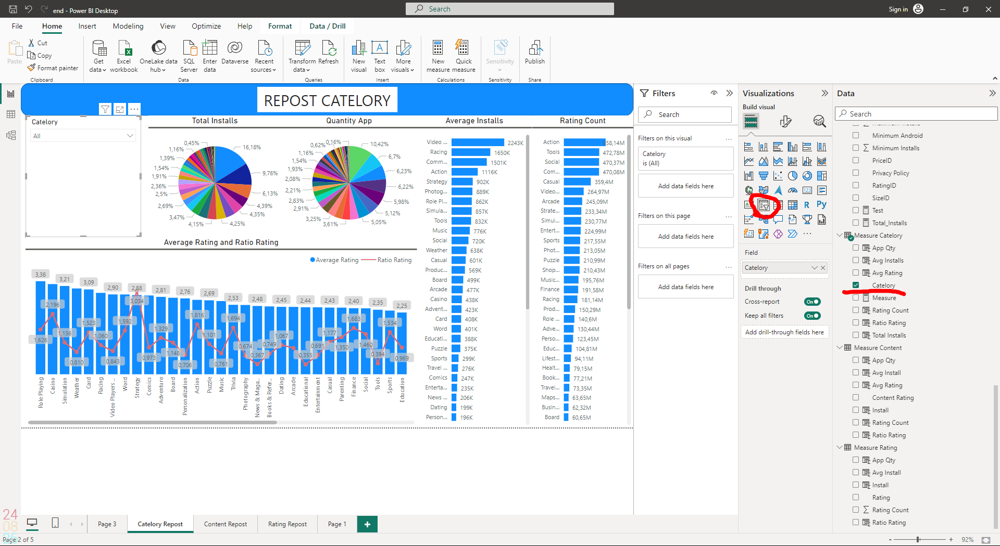 end - Power BI Desktop
Search
Sign in
File
Home
Insert
Modeling
View
Optimize
Help
Format
Data / Drill
Paste
Cut
Copy
Format painter
Clipboard
Get data
Excel workbook
OneLake data hub
SQL Server
Enter data
Dataverse
Recent sources
Data
Transform data
Refresh
Queries
New visual
Text box
More visuals
Insert
New measure
Quick measure
Calculations
Sensitivity
Sensitivity
Publish
Share
REPOST CATELORY
Catelory
All
Total Installs
0,45%
1,16%
1,39%
1,54%
1,91%
2,36%
2,5%
2,69%
3,47%
4,15%
4,25%
4,35%
4,39%
6,13%
9,76%
16,18%
Quantity App
0,16%
0,62%
1,16%
1,54%
1,93%
2,08%
2,21%
2,83%
2,91%
3,25%
3,61%
5,05%
5,12%
5,98%
6,22%
6,23%
6,7%
10,42%
Average Installs
Video ... 2243K
Racing 1650K
Comm... 1501K
Action 1116K
Strategy 902K
Photog... 889K
Role Pl... 862K
Simula... 857K
Tools 832K
Music 776K
Social 720K
Weather 638K
Casual 601K
Produc... 569K
Board 499K
Arcade 477K
Casino 438K
Advent... 423K
Card 408K
Word 401K
Educati... 388K
Puzzle 375K
Sports 299K
Travel ... 276K
Comics 247K
Enterta... 235K
News ... 206K
Dating 199K
Person... 196K
Rating Count
Action 558,14M
Tools 472,78M
Social 470,37M
Com... 470,08M
Casual 359,4M
Video... 264,97M
Arcade 245,09M
Strate... 233,34M
Simul... 230,77M
Entert... 224,99M
Sports 217,55M
Phot... 213,05M
Puzzle 210,99M
Shop... 210,43M
Music... 195,76M
Finance 191,58M
Racing 181,14M
Prod... 150,29M
Role ... 140,6M
Adve... 130,44M
Perso... 123,45M
Educ... 104,81M
Lifest... 94,11M
Healt... 79,15M
Book... 77,21M
Travel... 73,35M
Maps... 63,65M
Busin... 62,32M
Board 60,65M
Average Rating and Ratio Rating
Average Rating
Ratio Rating
3,38
3,21
3,09
2,90
2,88
2,81
2,76
2,69
2,53
2,48
2,45
2,44
2,43
2,40
2,35
2,25
1,626
2,196
1,156
0,810
1,523
1,060
0,843
1,592
3,034
0,973
1,329
1,148
0,706
1,816
1,101
0,761
1,694
0,674
0,367
0,749
1,067
0,355
0,691
1,177
1,350
1,683
1,460
0,394
1,534
0,969
Role Playing
Casino
Simulation
Weather
Card
Racing
Video Players ...
Word
Strategy
Comics
Adventure
Board
Personalization
Action
Puzzle
Music
Trivia
Photography
News & Maga...
Books & Refer...
Dating
Arcade
Educational
Entertainment
Casual
Parenting
Finance
Social
Tools
Sports
Education
Filters
Search
Filters on this visual
Catelory
is (All)
Add data fields here
Filters on this page
Add data fields here
Filters on all pages
Add data fields here
Visualizations
Build visual
123
R
Py
123
Field
Catelory
Drill through
Cross-report
On
Keep all filters
On
Add drill-through fields here
Data
Search
Minimum Android
Minimum Installs
PriceID
Privacy Policy
RatingID
SizeID
Test
Total_Installs
Measure Catelory
App Qty
Avg Installs
Avg Rating
Catelory
Measure
Rating Count
Ratio Rating
Total Installs
Measure Content
App Qty
Avg Install
Avg Rating
Content Rating
Install
Rating Count
Ratio Rating
Measure Rating
App Qty
Avg Install
Install
Rating
Rating Count
Ratio Rating
24
08
26
Page 3
Catelory Repost
Content Repost
Rating Repost
Page 1
Page 2 of 5
92%